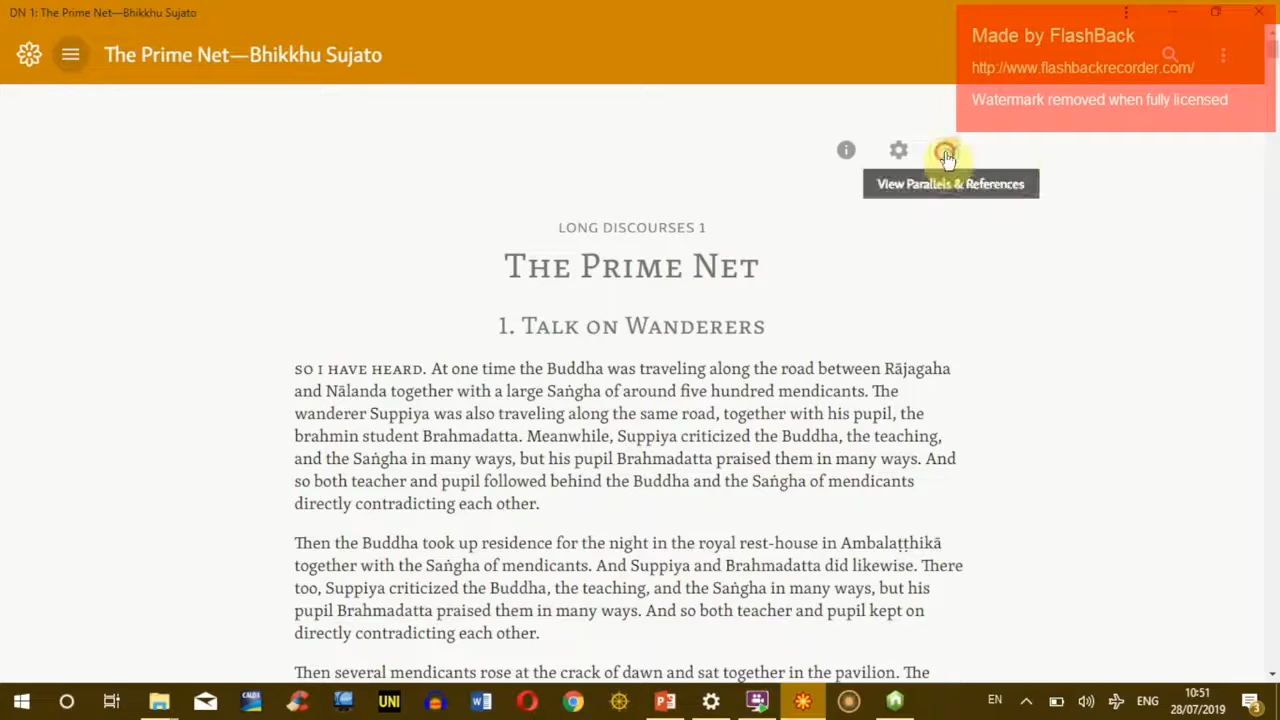 DN 1: The Prime Net—Bhikkhu Sujato
The Prime Net—Bhikkhu Sujato
Made by FlashBack
http://www.flashbackrecorder.com/
Watermark removed when fully licensed
View Parallels & References
LONG DISCOURSES 1
THE PRIME NET
1. TALK ON WANDERERS
SO I HAVE HEARD. At one time the Buddha was traveling along the road between Rājagaha
and Nālanda together with a large Saṅgha of around five hundred mendicants. The
wanderer Suppiya was also traveling along the same road, together with his pupil, the
brahmin student Brahmadatta. Meanwhile, Suppiya criticized the Buddha, the teaching,
and the Saṅgha in many ways, but his pupil Brahmadatta praised them in many ways. And
so both teacher and pupil followed behind the Buddha and the Saṅgha of mendicants
directly contradicting each other.
Then the Buddha took up residence for the night in the royal rest-house in Ambalaṭṭhikā
together with the Saṅgha of mendicants. And Suppiya and Brahmadatta did likewise. There
too, Suppiya criticized the Buddha, the teaching, and the Saṅgha in many ways, but his
pupil Brahmadatta praised them in many ways. And so both teacher and pupil kept on
directly contradicting each other.
Then several mendicants rose at the crack of dawn and sat together in the pavilion. The
CALD3
UNI
EN
ENG
10:51
28/07/2019
3